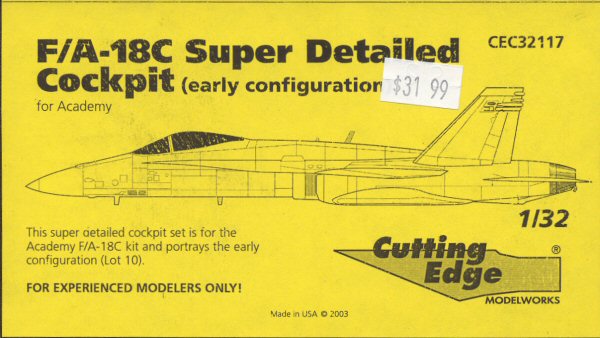 F/A-18C Super Detailed
Cockpit (early configuration
CEC32117
$31 99
for Academy
1/32
This super detailed cockpit set is for the
Academy F/A-18C kit and portrays the early
configuration (Lot 10).
FOR EXPERIENCED MODELERS ONLY!
Cutting
Edge
®
MODELWORKS
Made in USA © 2003